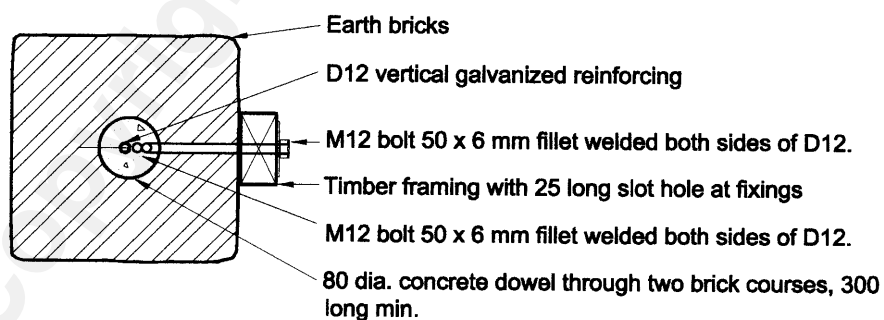 Earth bricks
D12 vertical galvanized reinforcing
M12 bolt 50 x 6 mm fillet welded both sides of D12.
Timber framing with 25 long slot hole at fixings
M12 bolt 50 x 6 mm fillet welded both sides of D12.
80 dia. concrete dowel through two brick courses, 300
long min.